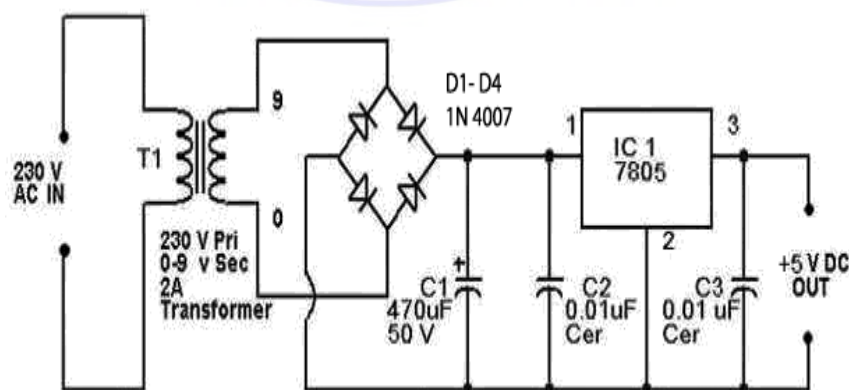 230 V
AC IN
T1
9
0
230 V Pri
0-9 v Sec
2A
Transformer
D1-D4
1N 4007
C1
470uF
50 V
+
C2
0.01uF
Cer
1
IC 1
7805
2
3
C3
0.01 uF
Cer
+5 V DC
OUT